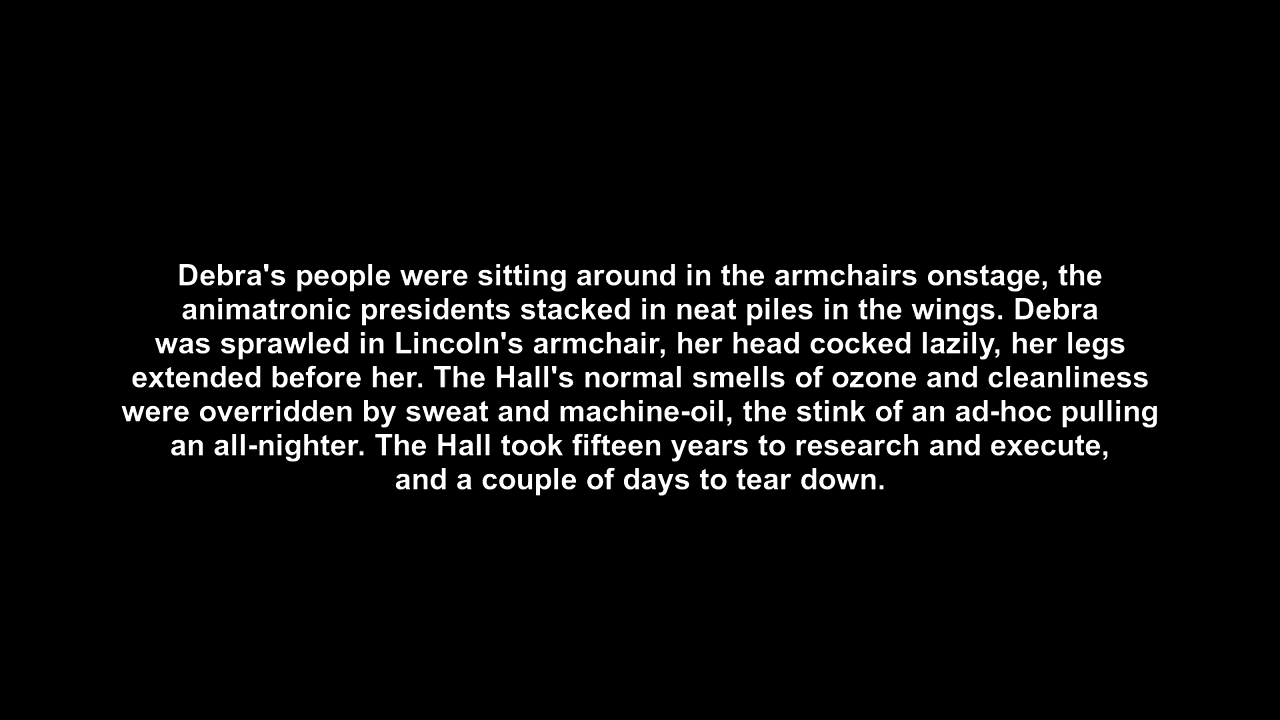 Debra's people were sitting around in the armchairs onstage, the
animatronic presidents stacked in neat piles in the wings. Debra
was sprawled in Lincoln's armchair, her head cocked lazily, her legs
extended before her. The Hall's normal smells of ozone and cleanliness
were overridden by sweat and machine-oil, the stink of an ad-hoc pulling
an all-nighter. The Hall took fifteen years to research and execute,
and a couple of days to tear down.